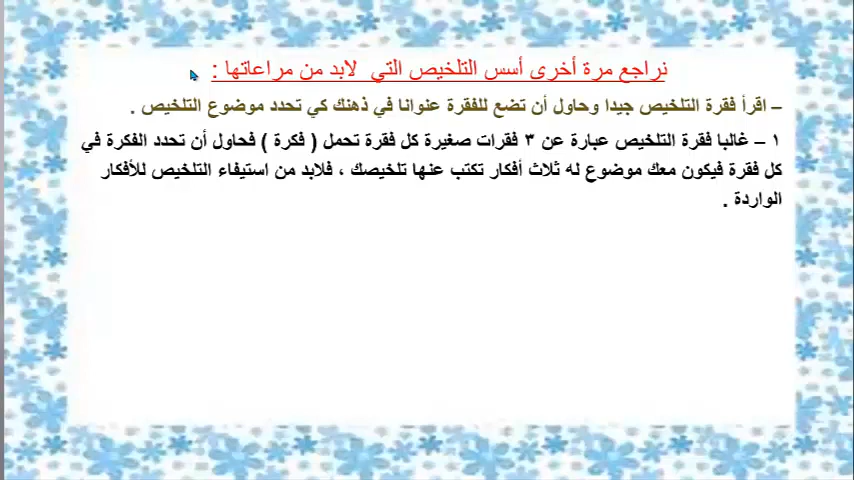 نراجع مرة أخرى أسس التلخيص التي لابد من مراعاتها :
– اقرأ فقرة التلخيص جيدا وحاول أن تضع للفقرة عنوانا في ذهنك كي تحدد موضوع التلخيص .
١ – غالبا فقرة التلخيص عبارة عن ٣ فقرات صغيرة كل فقرة تحمل ( فكرة ) فحاول أن تحدد الفكرة في
كل فقرة فيكون معك موضوع له ثلاث أفكار تكتب عنها تلخيصك ، فلابد من استيفاء التلخيص للأفكار
الواردة .